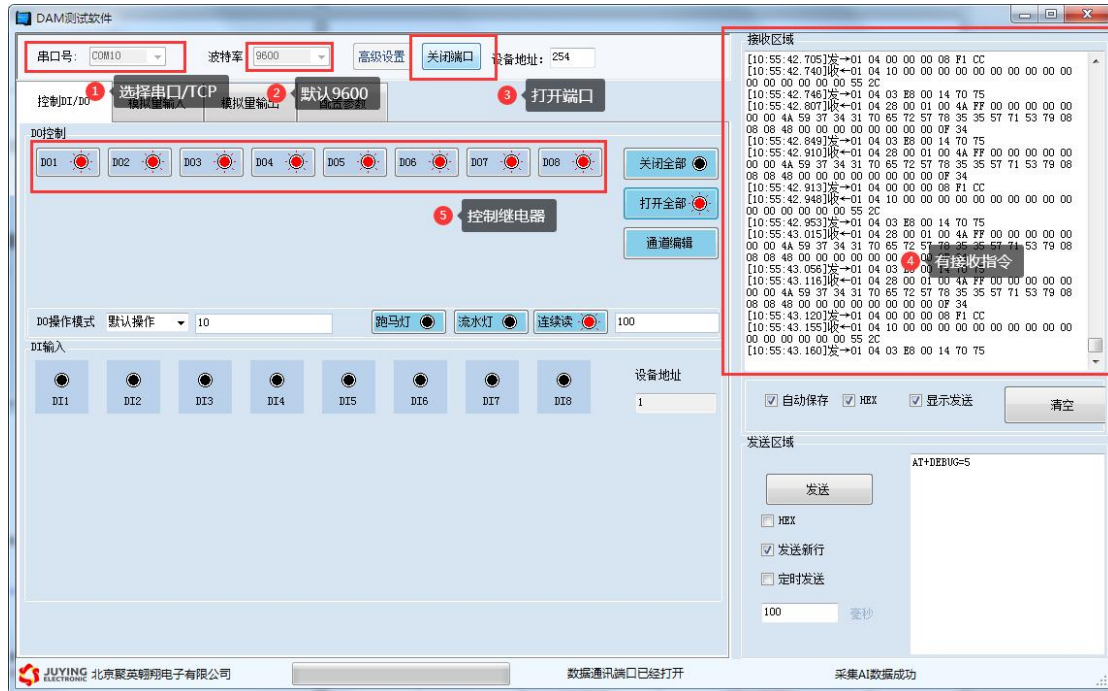 DAM测试软件
串口号: COM10 波特率 9600 高级设置 关闭端口 设备地址: 254
1 选择串口/TCP 2 默认9600 3 打开端口
控制DI/DO 模拟量输入 模拟量输出 配置参数
DO控制
DO1 DO2 DO3 DO4 DO5 DO6 DO7 DO8 关闭全部
打开全部
5 控制继电器
通道编辑
DO操作模式 默认操作 10 跑马灯 流水灯 连续读 100
DI输入
DI1 DI2 DI3 DI4 DI5 DI6 DI7 DI8
设备地址
1
接收区域
[10:55:42.705]发→01 04 00 00 00 08 F1 CC
[10:55:42.740]收←01 04 10 00 00 00 00 00 00 00 00 00 00
00 00 00 00 00 00 55 2C
[10:55:42.746]发→01 04 03 E8 00 14 70 75
[10:55:42.807]收←01 04 28 00 01 00 4A FF 00 00 00 00 00
00 00 4A 59 37 34 31 70 65 72 57 78 35 35 57 71 53 79 08
08 08 48 00 00 00 00 00 00 00 00 0F 34
[10:55:42.849]发→01 04 03 E8 00 14 70 75
[10:55:42.910]收←01 04 28 00 01 00 4A FF 00 00 00 00 00
00 00 4A 59 37 34 31 70 65 72 57 78 35 35 57 71 53 79 08
08 08 48 00 00 00 00 00 00 00 00 0F 34
[10:55:42.913]发→01 04 00 00 00 08 F1 CC
[10:55:42.948]收←01 04 10 00 00 00 00 00 00 00 00 00 00
00 00 00 00 00 00 55 2C
[10:55:42.953]发→01 04 03 E8 00 14 70 75
[10:55:43.015]收←01 04 28 00 01 00 4A FF 00 00 00 00 00
00 00 4A 59 37 34 31 70 65 72 57 78 35 35 57 71 53 79 08
08 08 48 00 00 00 00 00 00
4 有接收指令
[10:55:43.056]发→01 04 03 E8 00 14 70 75
[10:55:43.116]收←01 04 28 00 01 00 4A FF 00 00 00 00 00
00 00 4A 59 37 34 31 70 65 72 57 78 35 35 57 71 53 79 08
08 08 48 00 00 00 00 00 00 00 00 0F 34
[10:55:43.120]发→01 04 00 00 00 08 F1 CC
[10:55:43.155]收←01 04 10 00 00 00 00 00 00 00 00 00 00
00 00 00 00 00 00 55 2C
[10:55:43.160]发→01 04 03 E8 00 14 70 75
自动保存 HEX 显示发送 清空
发送区域
AT+DEBUG=5
发送
HEX
发送新行
定时发送
100 毫秒
JUYING ELECTRONIC 北京聚英翱翔电子有限公司 数据通讯端口已经打开 采集AI数据成功